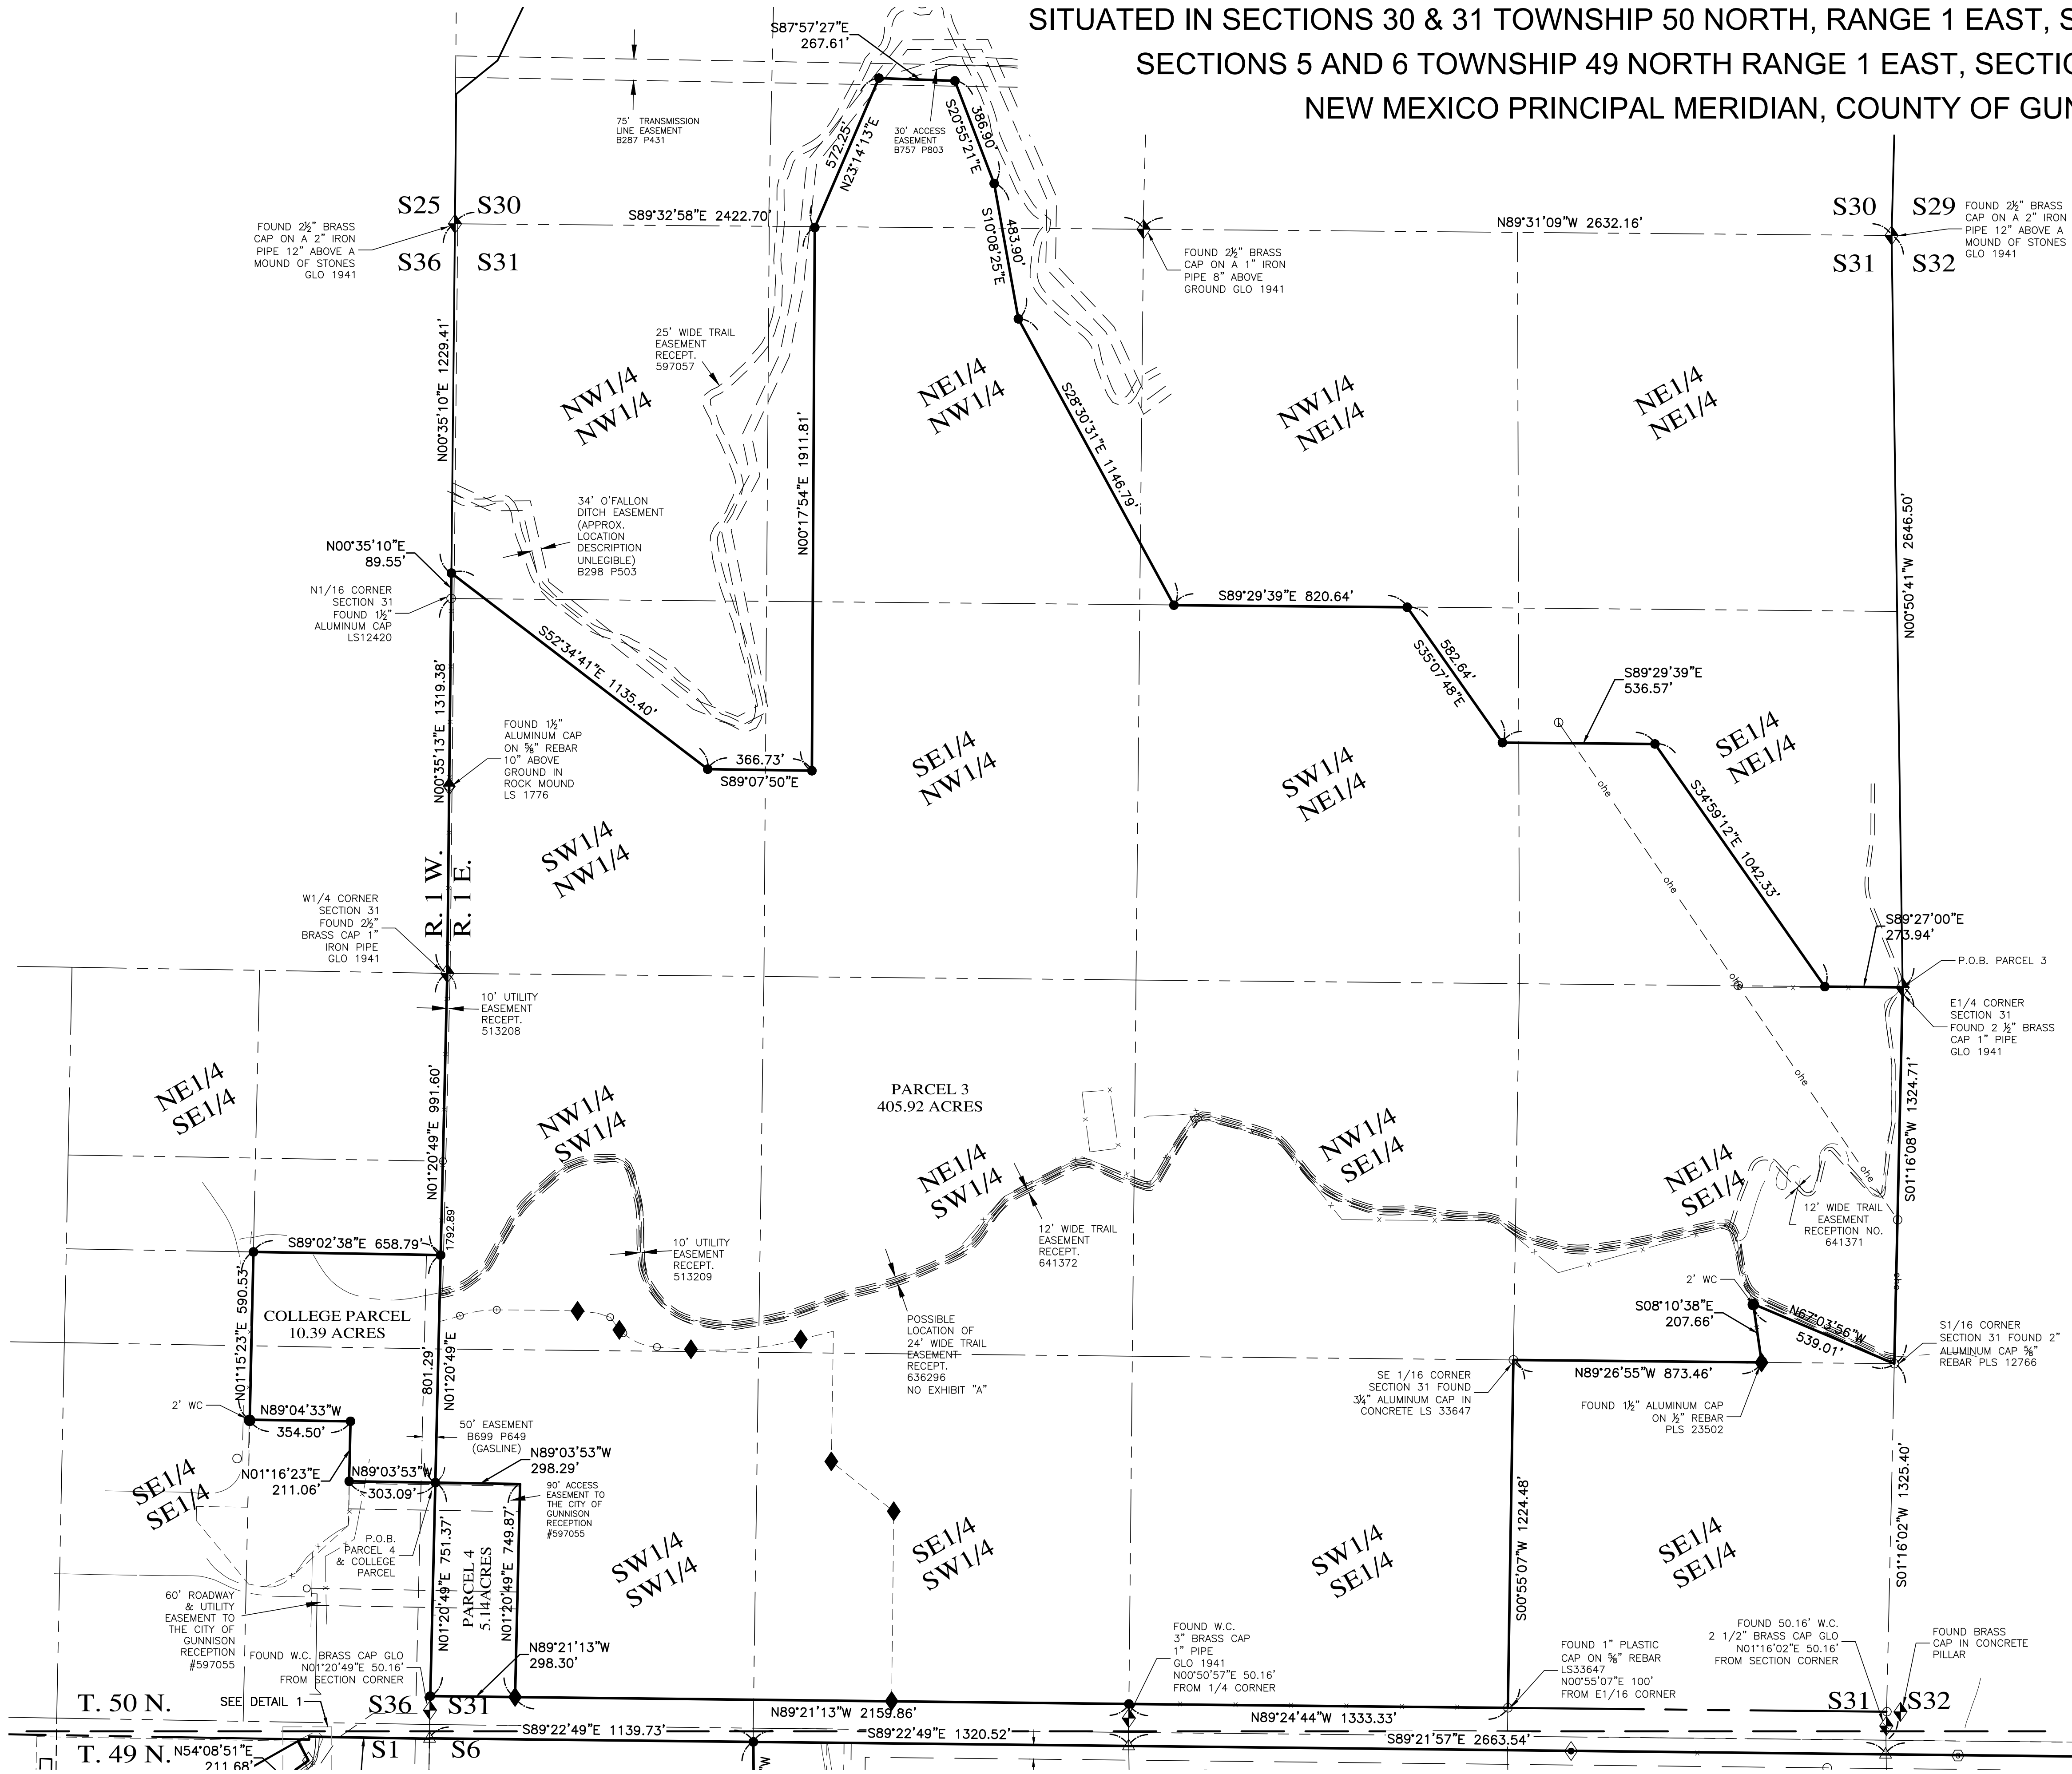 SITUATED IN SECTIONS 30 & 31 TOWNSHIP 50 NORTH, RANGE 1 EAST, S
SECTIONS 5 AND 6 TOWNSHIP 49 NORTH RANGE 1 EAST, SECTIO
NEW MEXICO PRINCIPAL MERIDIAN, COUNTY OF GUN
S87°57'27"E
267.61'
75' TRANSMISSION
LINE EASEMENT
B287 P431
572.25'
N23°14'13"E
30' ACCESS
EASEMENT
B757 P803
386.90'
S20°55'21"E
S25
S30
S36
S31
FOUND 2½" BRASS
CAP ON A 2" IRON
PIPE 12" ABOVE A
MOUND OF STONES
GLO 1941
S89°32'58"E 2422.70'
483.90'
S10°08'25"E
FOUND 2½" BRASS
CAP ON A 1" IRON
PIPE 8" ABOVE
GROUND GLO 1941
N89°31'09"W 2632.16'
S30
S29
S31
S32
FOUND 2½" BRASS
CAP ON A 2" IRON
PIPE 12" ABOVE A
MOUND OF STONES
GLO 1941
N00°35'10"E 1229.41'
25' WIDE TRAIL
EASEMENT
RECEPT.
597057
NW1/4
NW1/4
NE1/4
NW1/4
NW1/4
NE1/4
NE1/4
NE1/4
S28°30'31"E 1146.79'
N00°17'54"E 1911.81'
34' O'FALLON
DITCH EASEMENT
(APPROX.
LOCATION
DESCRIPTION
UNLEGIBLE)
B298 P503
N00°35'10"E
89.55'
N1/16 CORNER
SECTION 31
FOUND 1½"
ALUMINUM CAP
LS12420
N00°50'41"W 2646.50'
S89°29'39"E 820.64'
S52°34'41"E 1135.40'
582.64'
S35°07'48"E
S89°29'39"E
536.57'
N00°35'13"E 1319.38'
FOUND 1½"
ALUMINUM CAP
ON ⅝" REBAR
10" ABOVE
GROUND IN
ROCK MOUND
LS 1776
366.73'
S89°07'50"E
SE1/4
NW1/4
SW1/4
NE1/4
SE1/4
NE1/4
ohe
S34°59'12"E 1042.33'
SW1/4
NW1/4
R. 1 W.
R. 1 E.
ohe
W1/4 CORNER
SECTION 31
FOUND 2½"
BRASS CAP 1"
IRON PIPE
GLO 1941
S89°27'00"E
273.94'
P.O.B. PARCEL 3
ohe
E1/4 CORNER
SECTION 31
FOUND 2 ½" BRASS
CAP 1" PIPE
GLO 1941
10' UTILITY
EASEMENT
RECEPT.
513208
NE1/4
SE1/4
N01°20'49"E 991.60'
NW1/4
SW1/4
PARCEL 3
405.92 ACRES
ohe
S01°16'08"W 1324.71'
NE1/4
SW1/4
NW1/4
SE1/4
NE1/4
SE1/4
ohe
12' WIDE TRAIL
EASEMENT
RECEPTION NO.
641371
1792.89'
S89°02'38"E 658.79'
10' UTILITY
EASEMENT
RECEPT.
513209
12' WIDE TRAIL
EASEMENT
RECEPT.
641372
ohe
2' WC
N01°15'23"E 590.53'
COLLEGE PARCEL
10.39 ACRES
POSSIBLE
LOCATION OF
24' WIDE TRAIL
EASEMENT
RECEPT.
636296
NO EXHIBIT "A"
S08°10'38"E
207.66'
N67°03'56"W
539.01'
S1/16 CORNER
SECTION 31 FOUND 2"
ALUMINUM CAP ⅝"
REBAR PLS 12766
801.29'
N01°20'49"E
SE 1/16 CORNER
SECTION 31 FOUND
3¼" ALUMINUM CAP IN
CONCRETE LS 33647
N89°26'55"W 873.46'
FOUND 1½" ALUMINUM CAP
ON ½" REBAR
PLS 23502
2' WC
N89°04'33"W
354.50'
50' EASEMENT
B699 P649
(GASLINE)
N89°03'53"W
298.29'
N01°16'23"E
211.06'
N89°03'53"W
303.09'
90' ACCESS
EASEMENT TO
THE CITY OF
GUNNISON
RECEPTION
#597055
SE1/4
SE1/4
P.O.B.
PARCEL 4
& COLLEGE
PARCEL
N01°20'49"E 751.37'
PARCEL 4
5.14ACRES
N01°20'49"E 749.87'
SW1/4
SW1/4
SE1/4
SW1/4
SW1/4
SE1/4
S00°55'07"W 1224.48'
SE1/4
SE1/4
S01°16'02"W 1325.40'
60' ROADWAY
& UTILITY
EASEMENT TO
THE CITY OF
GUNNISON
RECEPTION
#597055
FOUND W.C. BRASS CAP GLO
N01°20'49"E 50.16'
FROM SECTION CORNER
N89°21'13"W
298.30'
FOUND W.C.
3" BRASS CAP
1" PIPE
GLO 1941
N00°50'57"E 50.16'
FROM 1/4 CORNER
FOUND 1" PLASTIC
CAP ON ⅝" REBAR
LS33647
N00°55'07"E 100'
FROM E1/16 CORNER
FOUND 50.16' W.C.
2 1/2" BRASS CAP GLO
N01°16'02"E 50.16'
FROM SECTION CORNER
FOUND BRASS
CAP IN CONCRETE
PILLAR
T. 50 N.
SEE DETAIL 1
S36
S31
N89°21'13"W 2159.86'
N89°24'44"W 1333.33'
S31
S32
S89°22'49"E 1139.73'
S89°22'49"E 1320.52'
S89°21'57"E 2663.54'
T. 49 N.
N54°08'51"E
211.68'
S1
S6
W